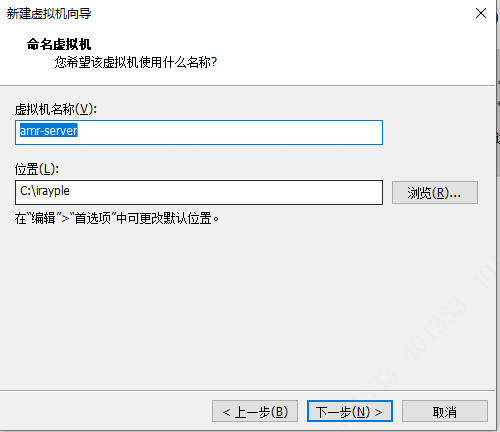 新建虚拟机向导
命名虚拟机
您希望该虚拟机使用什么名称?
虚拟机名称(V):
amr-server
位置(L):
C:\irayple
浏览(R)...
在“编辑”>“首选项”中可更改默认位置。
< 上一步(B)
下一步(N) >
取消